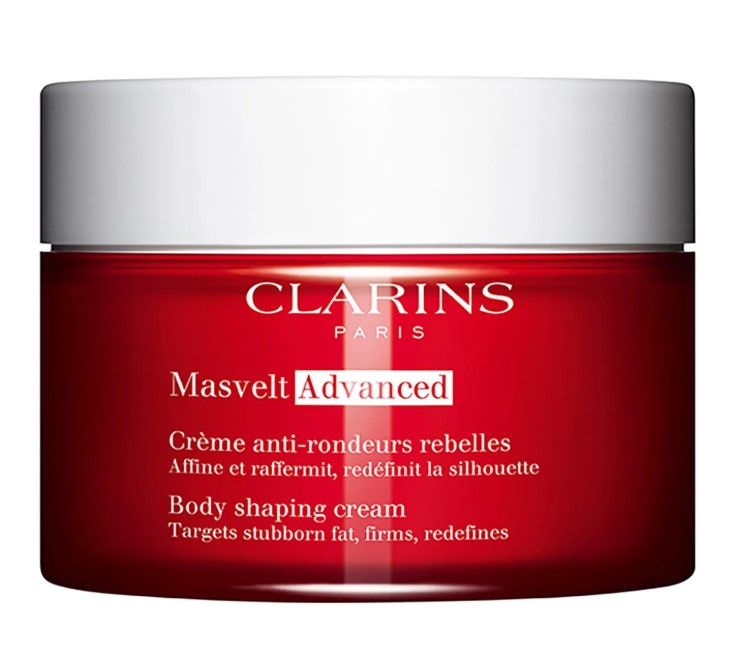 CLARINS
PARIS
Masvelt Advanced
Crème anti-rondeurs rebelles
Affine et raffermit, redéfinit la silhouette
Body shaping cream
Targets stubborn fat, firms, redefines